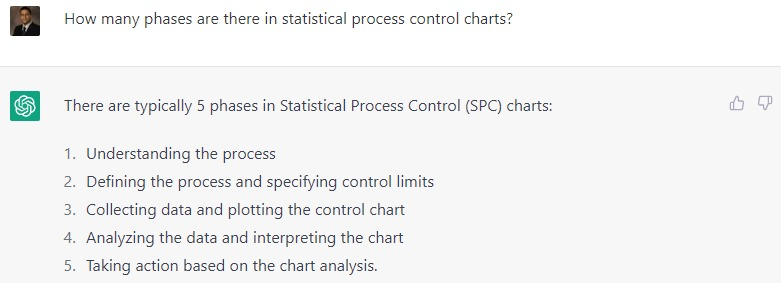 How many phases are there in statistical process control charts?
There are typically 5 phases in Statistical Process Control (SPC) charts:
1. Understanding the process
2. Defining the process and specifying control limits
3. Collecting data and plotting the control chart
4. Analyzing the data and interpreting the chart
5. Taking action based on the chart analysis.